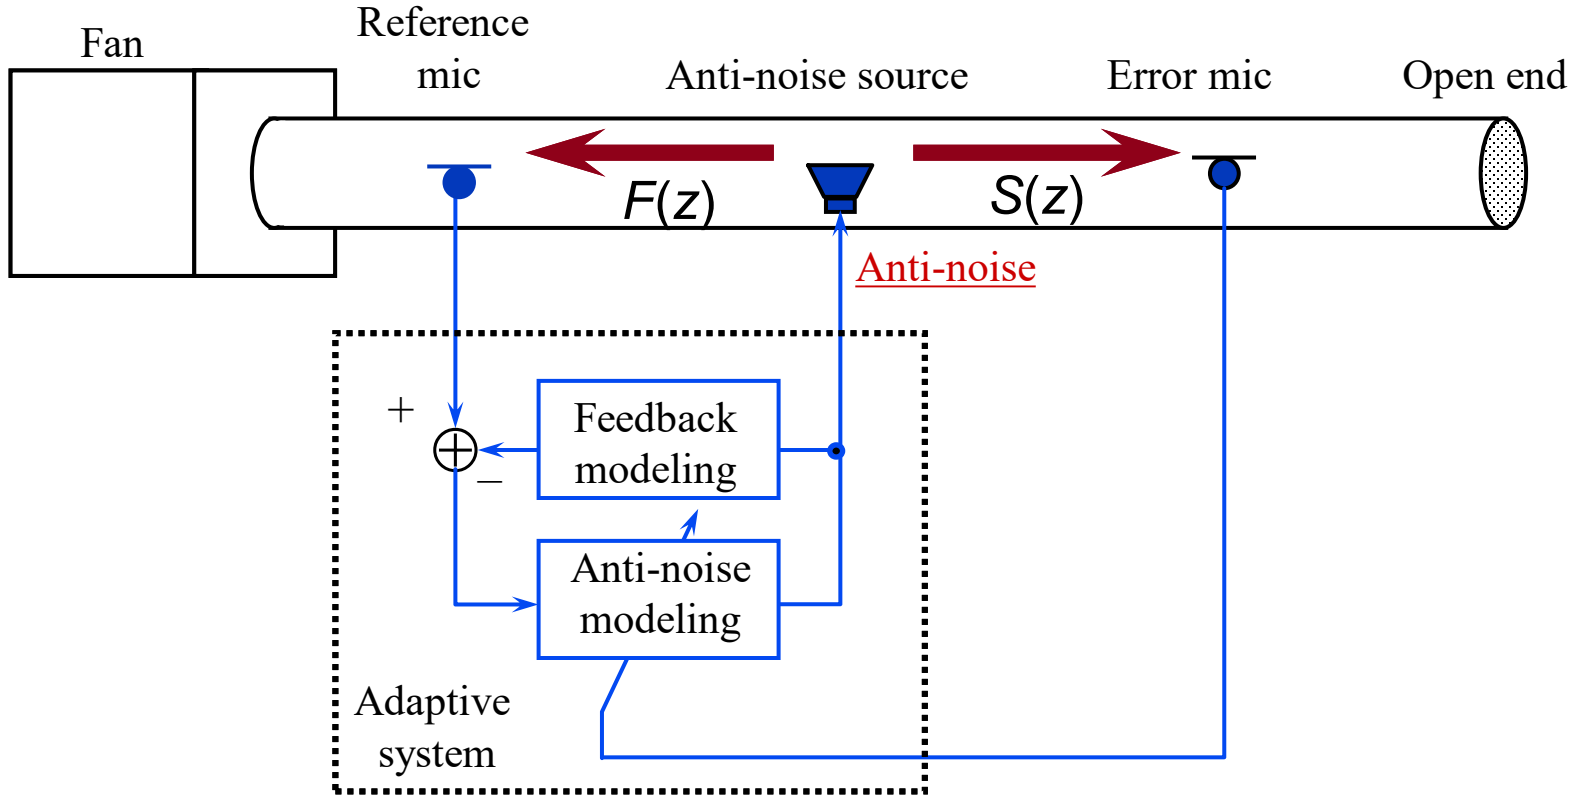 Fan
Reference
mic
Anti-noise source
Error mic
Open end
F(z)
S(z)
Anti-noise
+
Feedback
modeling
−
Anti-noise
modeling
Adaptive
system